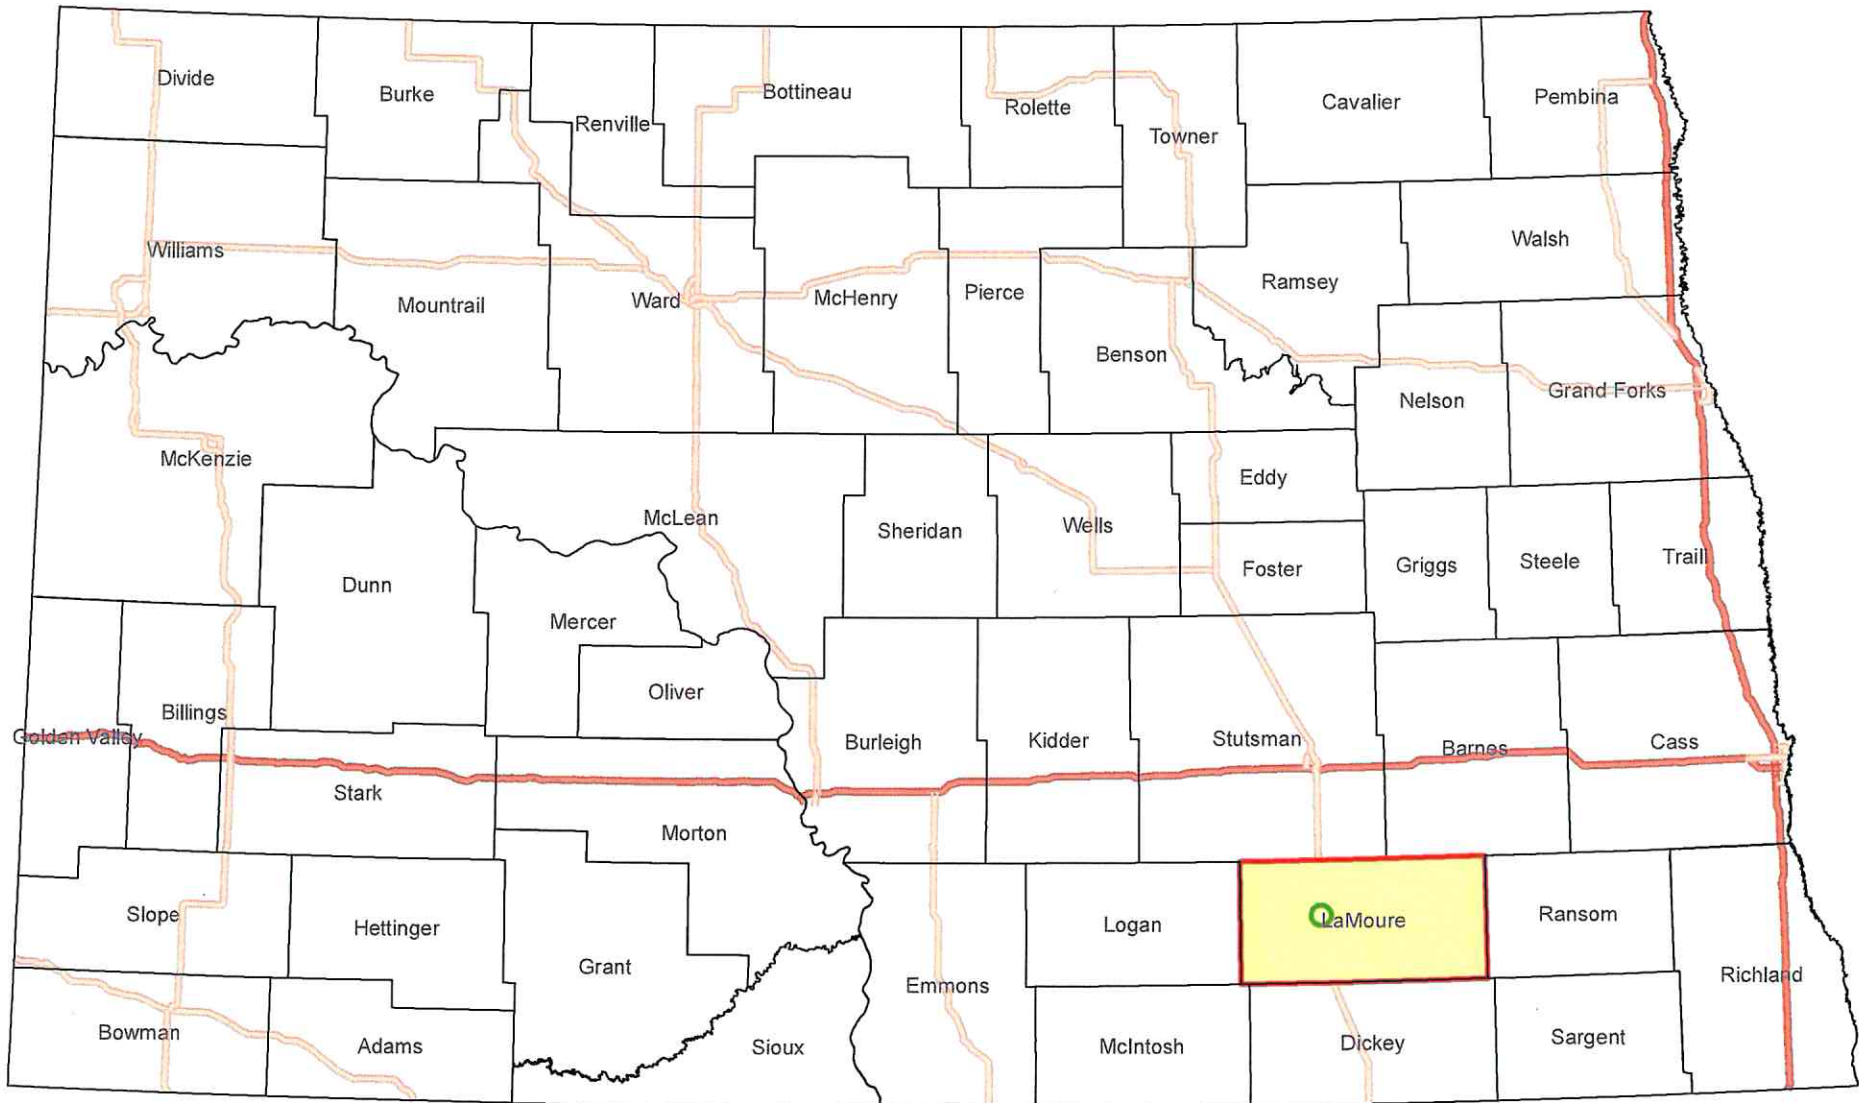 Divide
Burke
Renville
Bottineau
Rolette
Towner
Cavalier
Pembina
Williams
Mountrail
Ward
McHenry
Pierce
Benson
Ramsey
Walsh
Nelson
Grand Forks
McKenzie
Dunn
McLean
Mercer
Oliver
Sheridan
Wells
Eddy
Foster
Griggs
Steele
Traill
Golden Valley
Billings
Stark
Morton
Burleigh
Kidder
Stutsman
Barnes
Cass
Slope
Hettinger
Grant
Emmons
Logan
LaMoure
Ransom
Richland
Bowman
Adams
Sioux
McIntosh
Dickey
Sargent